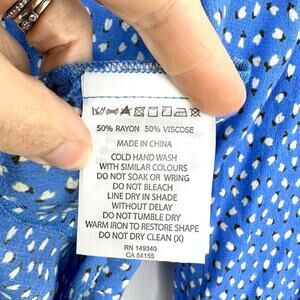 50% RAYON 50% VISCOSE
MADE IN CHINA
COLD HAND WASH
WITH SIMILAR COLOURS
DO NOT SOAK OR WRING
DO NOT BLEACH
LINE DRY IN SHADE
WITHOUT DELAY
DO NOT TUMBLE DRY
WARM IRON TO RESTORE SHAPE
DO NOT DRY CLEAN (X)
RN 149340
CA 54155